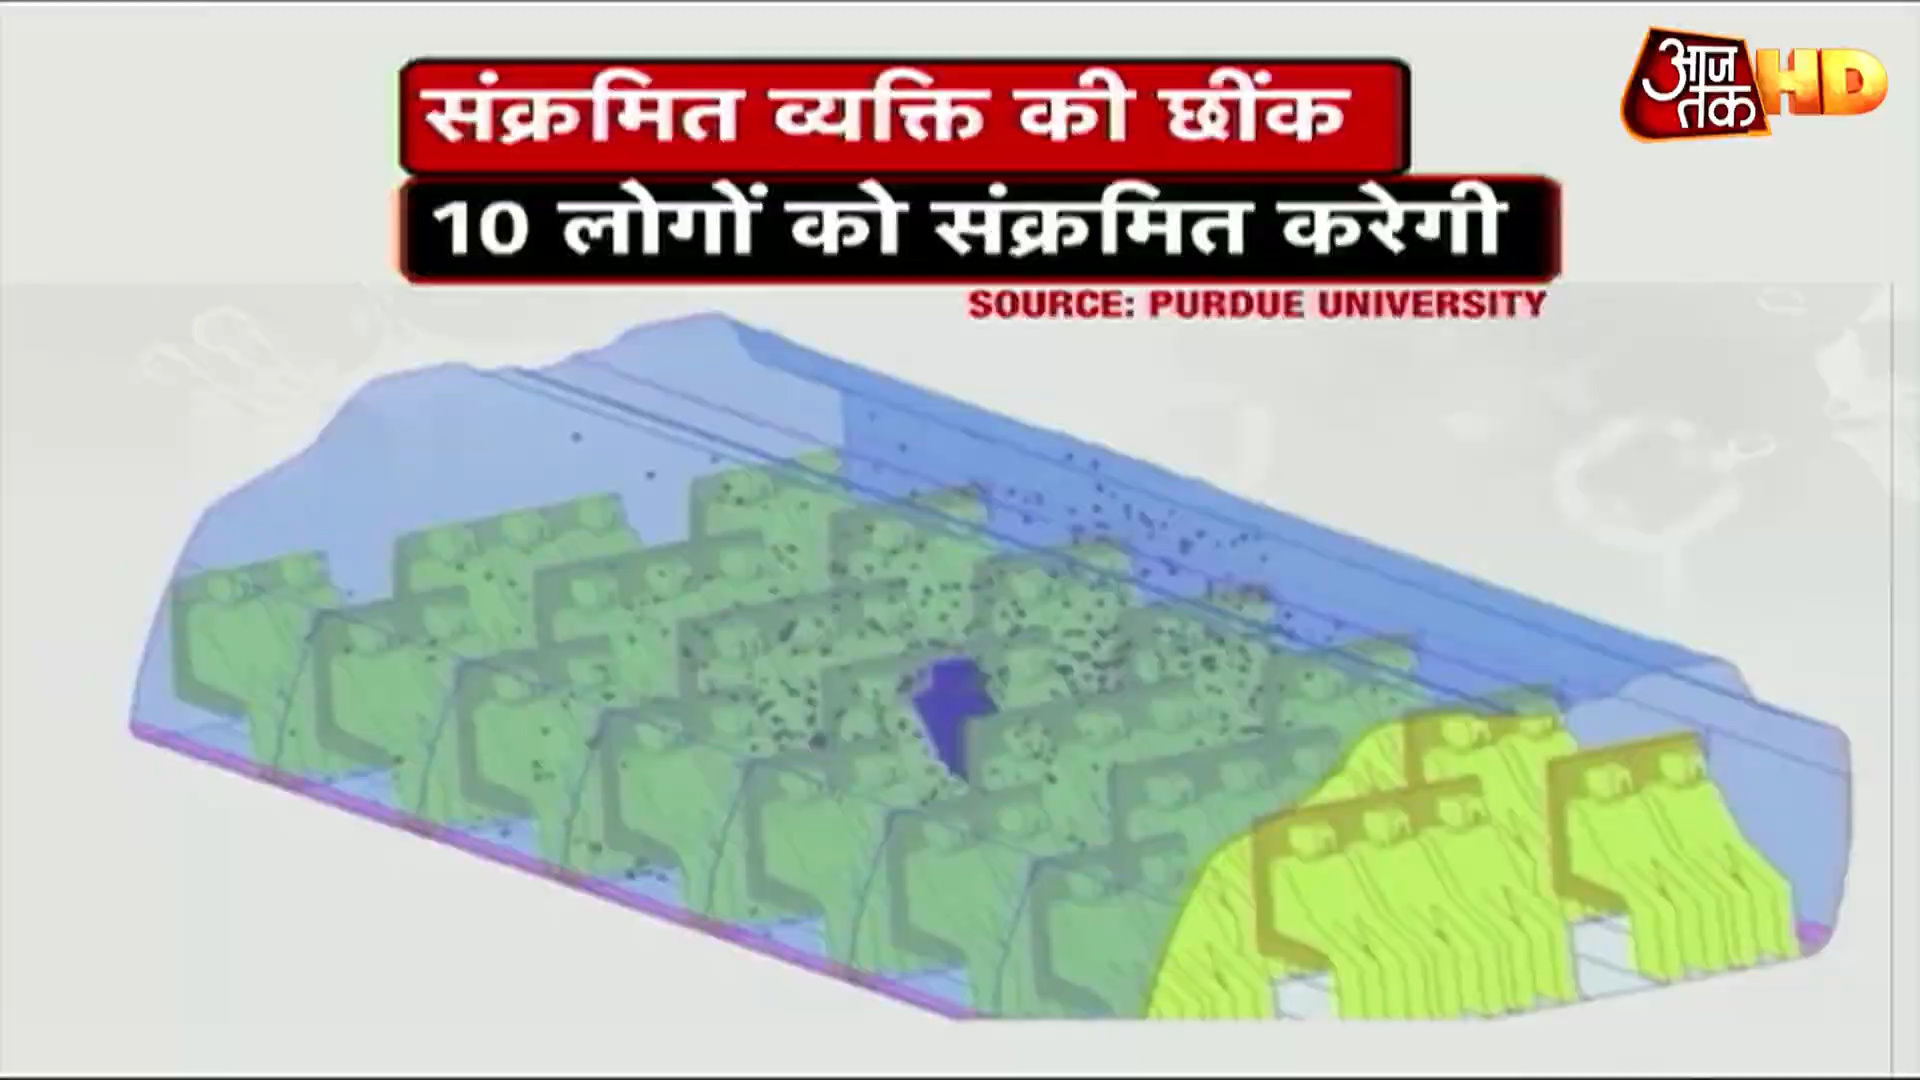 आज
तक HD
संक्रमित व्यक्ति की छींक
10 लोगों को संक्रमित करेगी
SOURCE: PURDUE UNIVERSITY